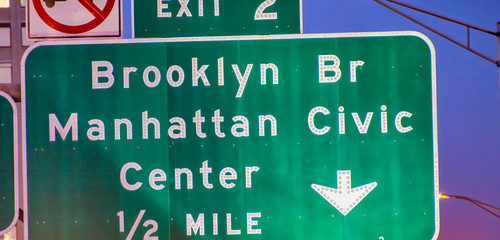 EXIT 2
Brooklyn Br
Manhattan Civic
Center
½ MILE